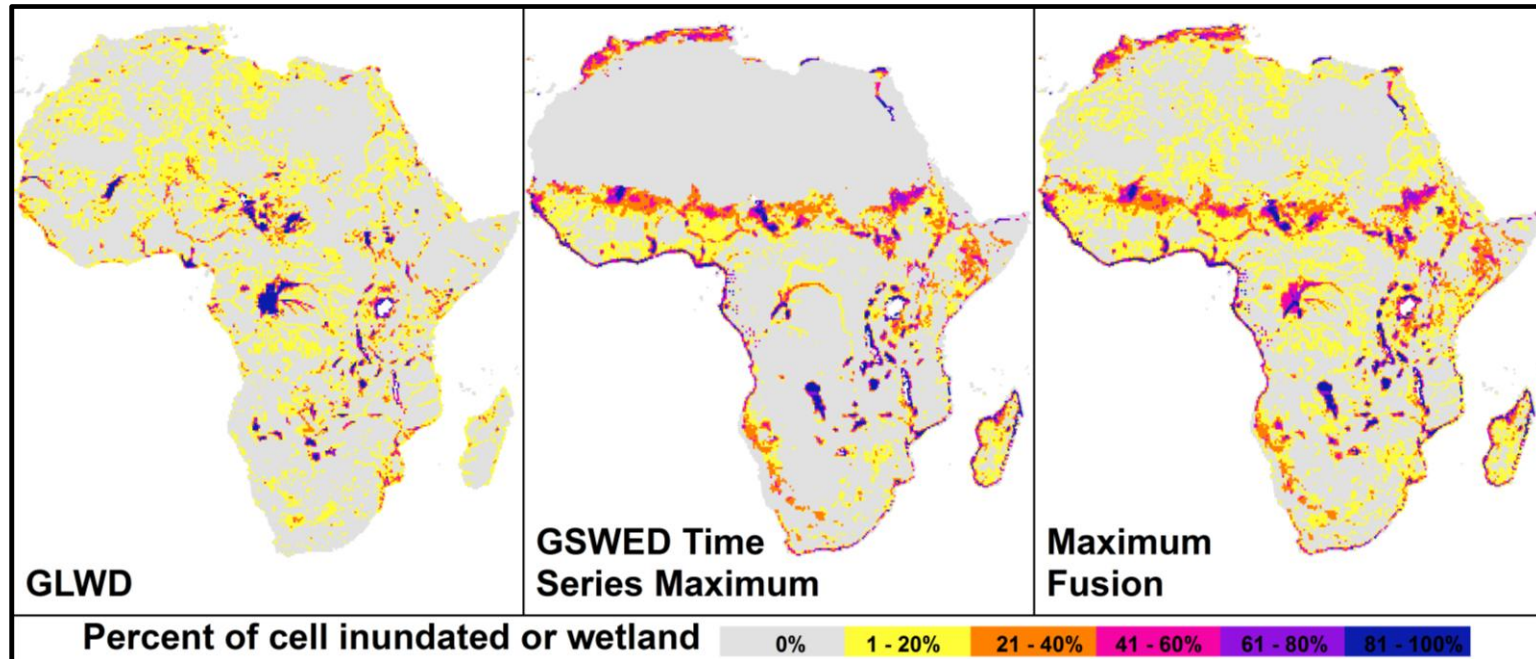 GLWD
GSWED Time
Series Maximum
Maximum
Fusion
Percent of cell inundated or wetland
0%
1 - 20%
21 - 40%
41 - 60%
61 - 80%
81 - 100%